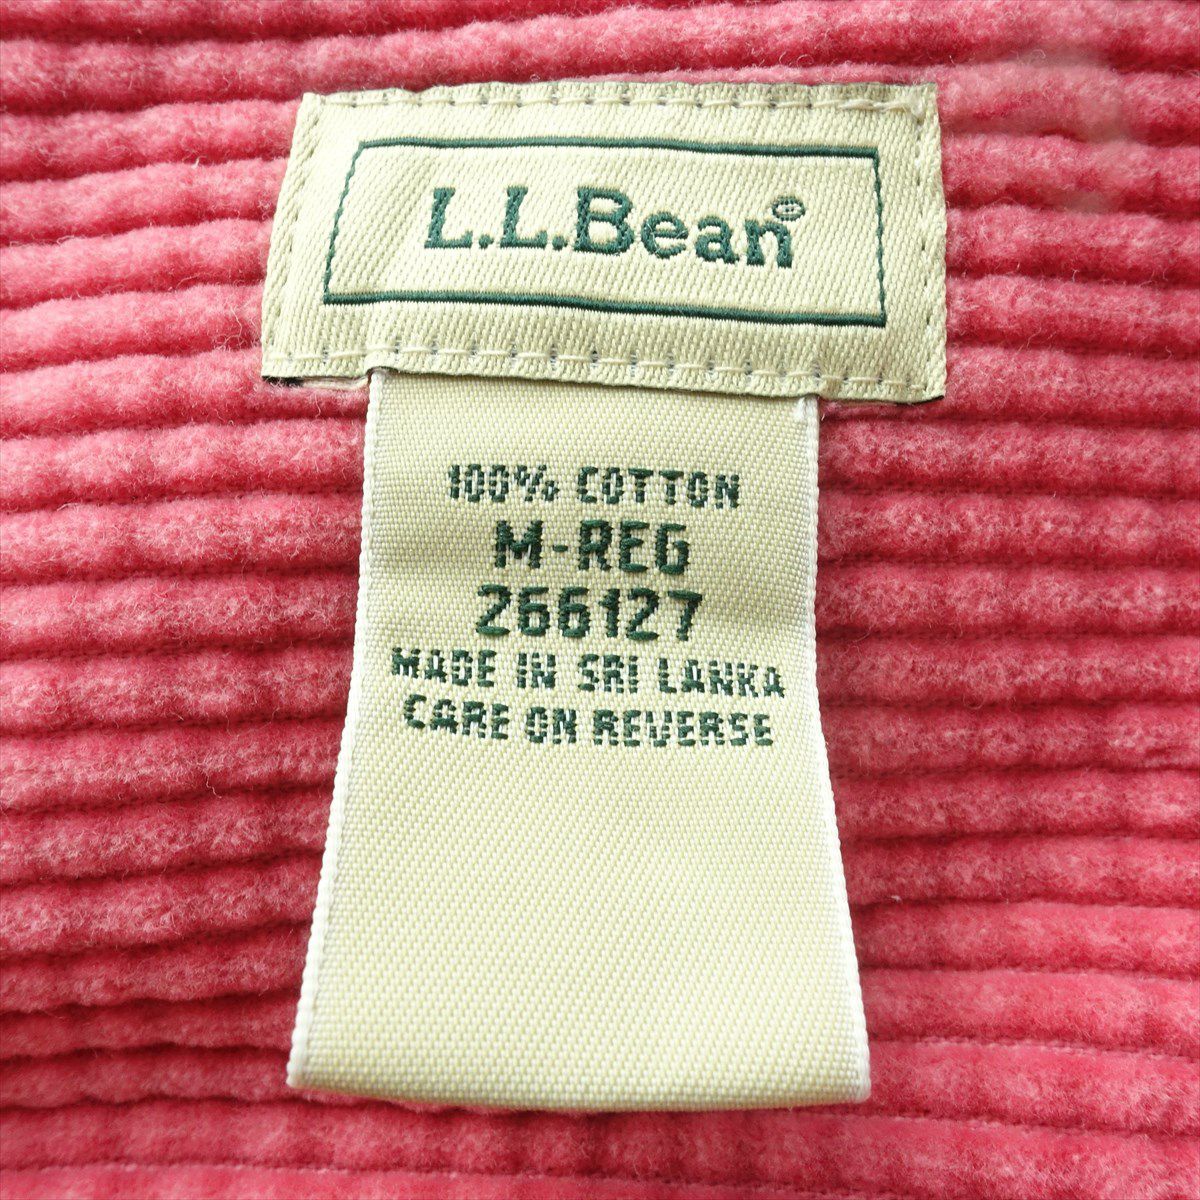 L.L.Bean®
100% COTTON
M-REG
266127
MADE IN SRI LANKA
CARE ON REVERSE